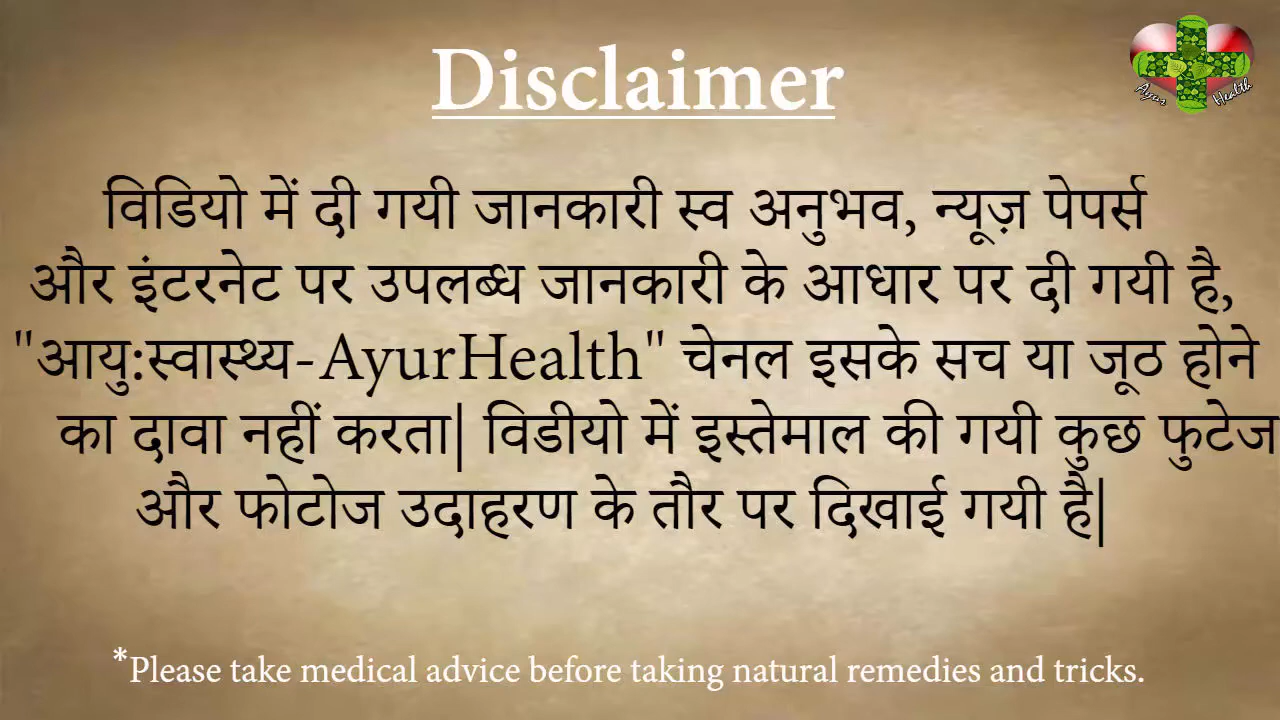 Disclaimer
Ayur Health
विडियो में दी गयी जानकारी स्व अनुभव, न्यूज़ पेपर्स
और इंटरनेट पर उपलब्ध जानकारी के आधार पर दी गयी है,
"आयु:स्वास्थ्य-AyurHealth" चेनल इसके सच या जूठ होने
का दावा नहीं करता| विडीयो में इस्तेमाल की गयी कुछ फुटेज
और फोटोज उदाहरण के तौर पर दिखाई गयी है|
*Please take medical advice before taking natural remedies and tricks.